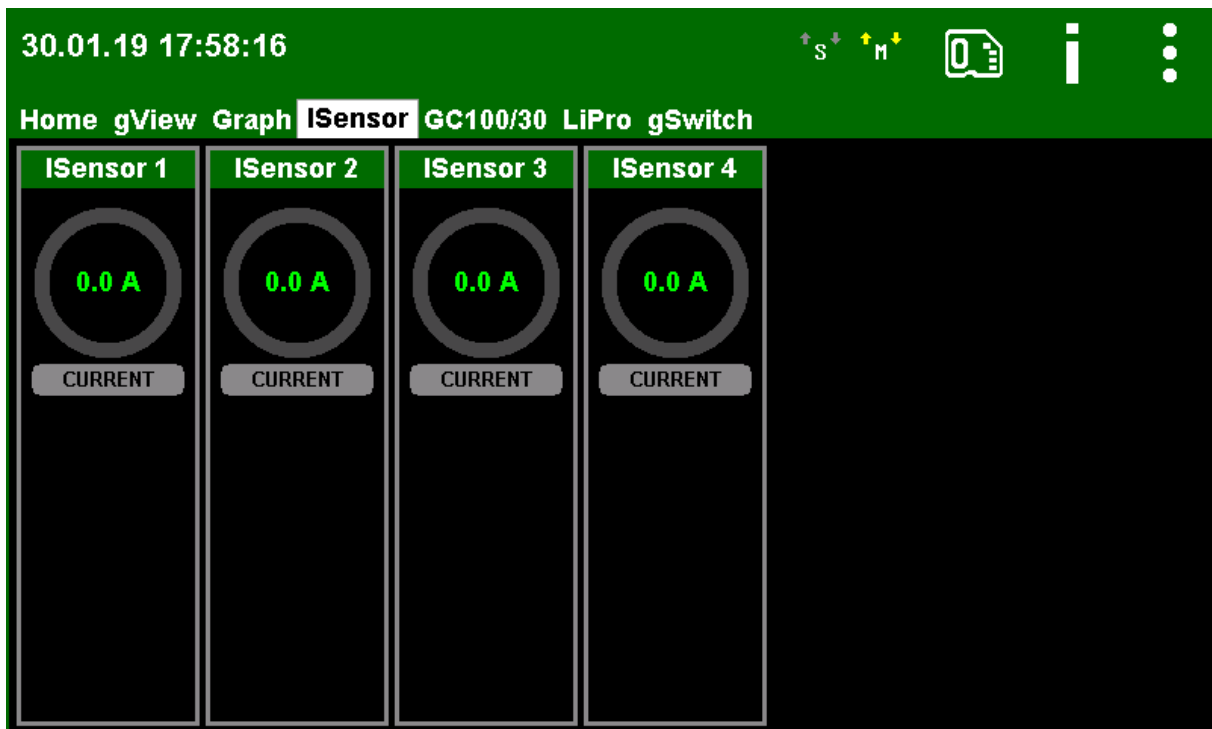 30.01.19 17:58:16 S M 0 i
Home gView Graph ISensor GC100/30 LiPro gSwitch
ISensor 1 ISensor 2 ISensor 3 ISensor 4
0.0 A 0.0 A 0.0 A 0.0 A
CURRENT CURRENT CURRENT CURRENT